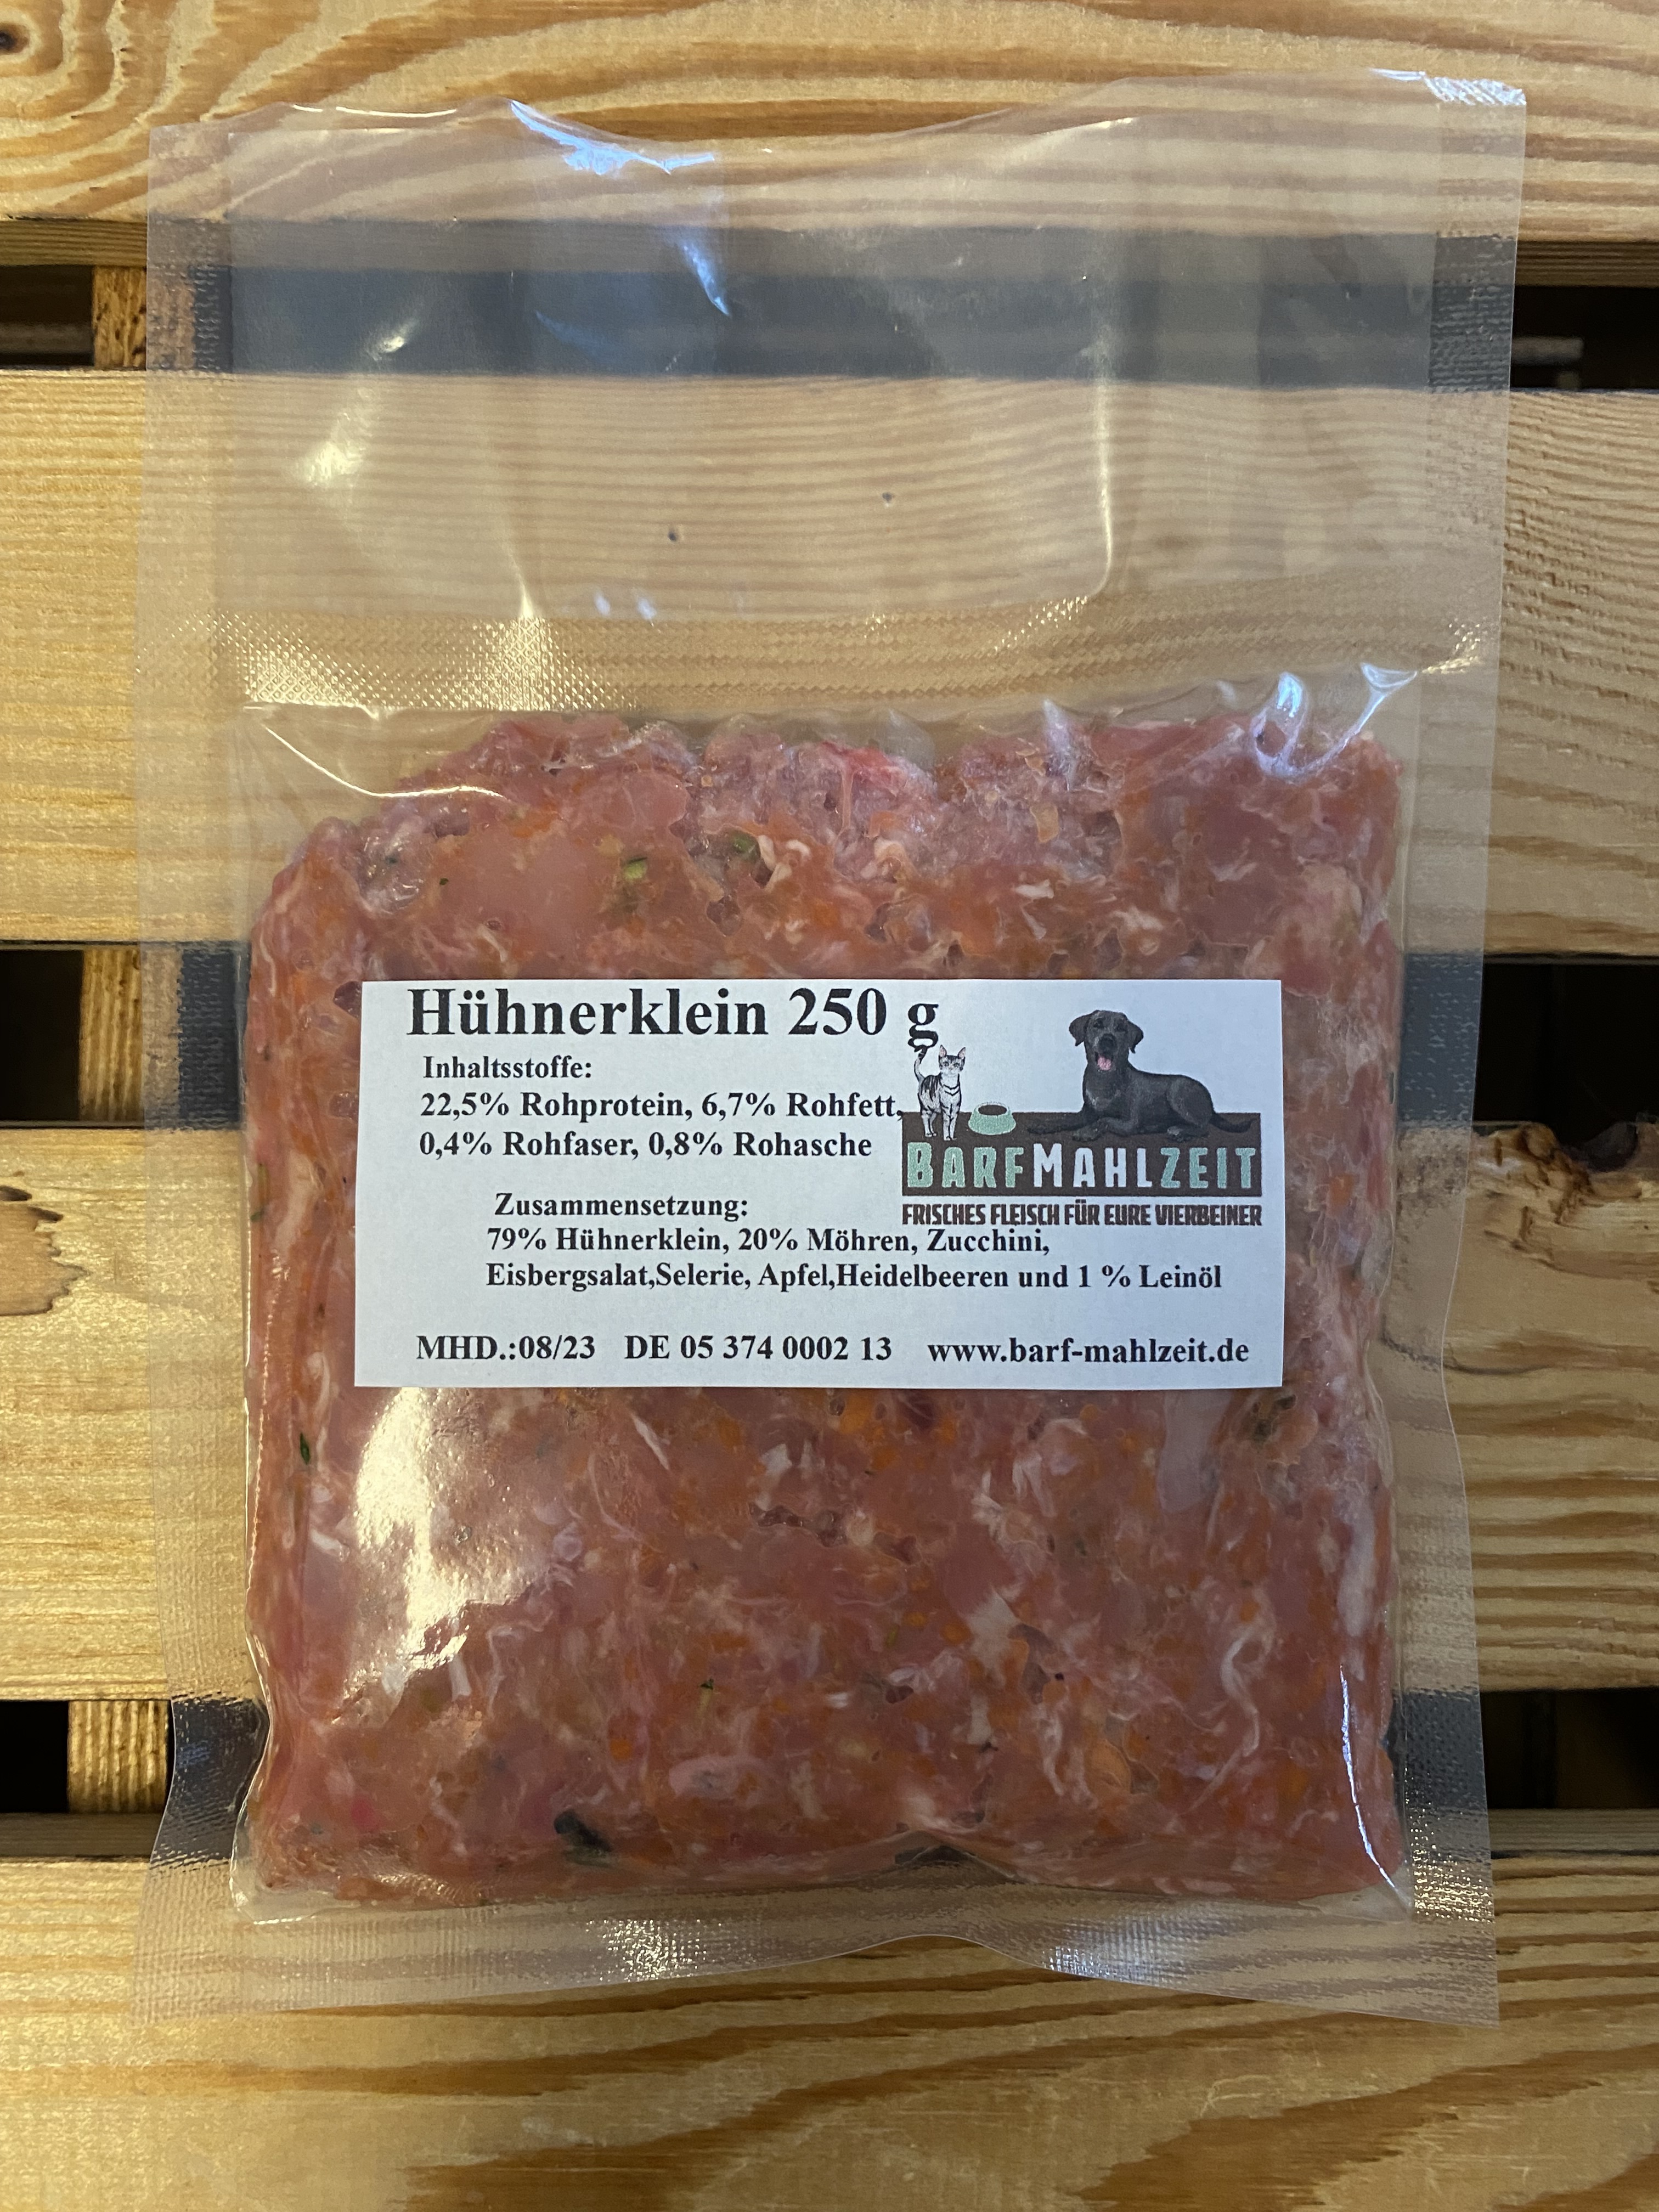 Hühnerklein 250 g
Inhaltsstoffe:
22,5% Rohprotein, 6,7% Rohfett,
0,4% Rohfaser, 0,8% Rohasche
BARFMAHLZEIT
FRISCHES FLEISCH FÜR EURE VIERBEINER
Zusammensetzung:
79% Hühnerklein, 20% Möhren, Zucchini,
Eisbergsalat,Selerie, Apfel,Heidelbeeren und 1 % Leinöl
MHD.:08/23 DE 05 374 0002 13 www.barf-mahlzeit.de